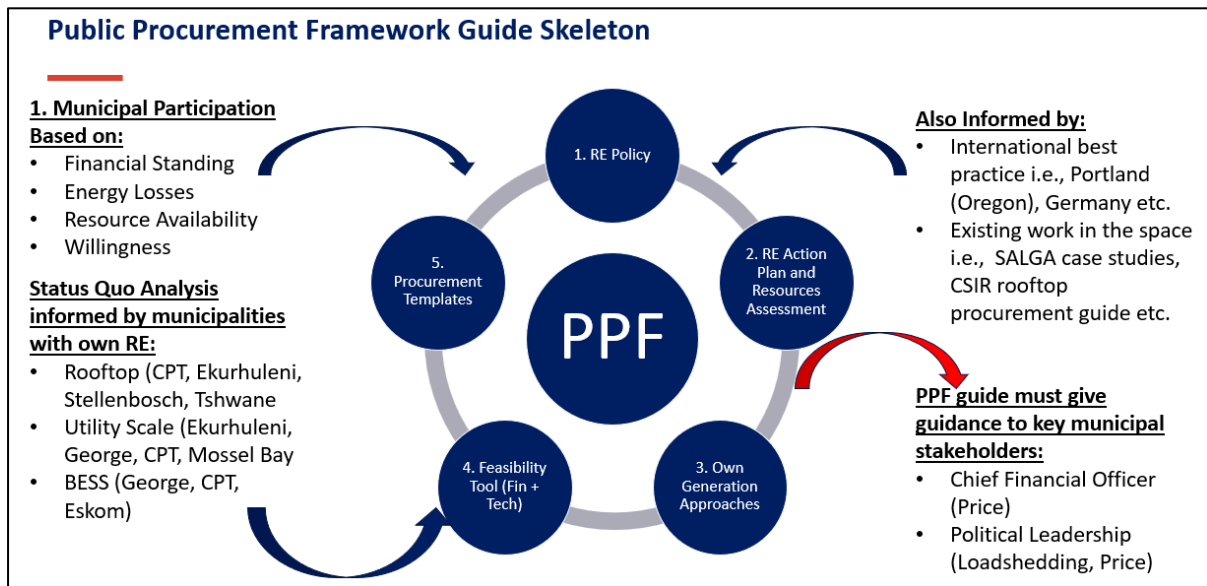 Public Procurement Framework Guide Skeleton
1. Municipal Participation
Based on:
• Financial Standing
• Energy Losses
• Resource Availability
• Willingness
Status Quo Analysis
informed by municipalities
with own RE:
• Rooftop (CPT, Ekurhuleni,
Stellenbosch, Tshwane
• Utility Scale (Ekurhuleni,
George, CPT, Mossel Bay
• BESS (George, CPT,
Eskom)
1. RE Policy
2. RE Action
Plan and
Resources
Assessment
3. Own
Generation
Approaches
4. Feasibility
Tool (Fin +
Tech)
5.
Procurement
Templates
PPF
Also Informed by:
• International best
practice i.e., Portland
(Oregon), Germany etc.
• Existing work in the space
i.e., SALGA case studies,
CSIR rooftop
procurement guide etc.
PPF guide must give
guidance to key municipal
stakeholders:
• Chief Financial Officer
(Price)
• Political Leadership
(Loadshedding, Price)